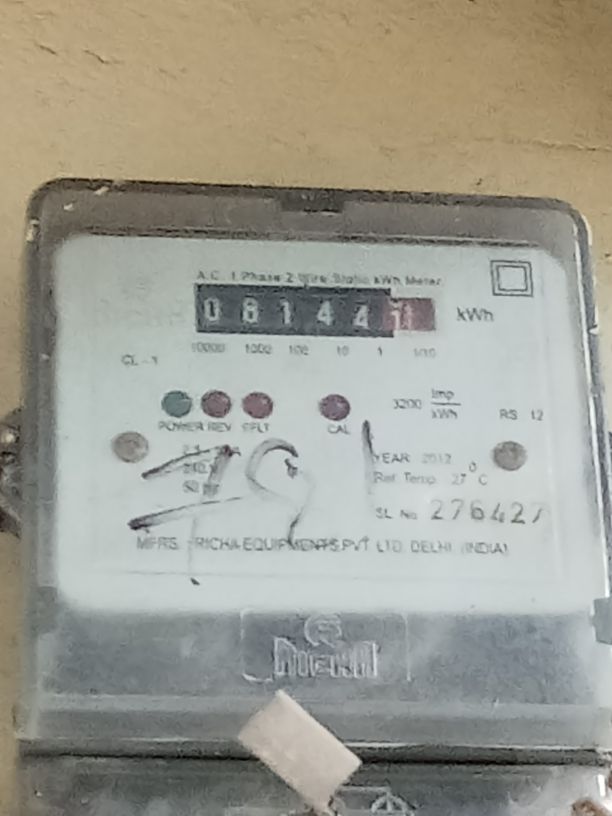 A.C. 1 Phase 2 Wire Static kWh Meter
0 8 1 4 4 kWh
10000 1000 100 10 1 1/10
CL - 1
3200 Imp/kWh RS 12
POWER REV EFLT CAL
YEAR 2012
Ref. Temp. 27°C
50
SL No 276427
MFRS. : RICHA EQUIPMENTS PVT. LTD. DELHI (INDIA)
RICHA